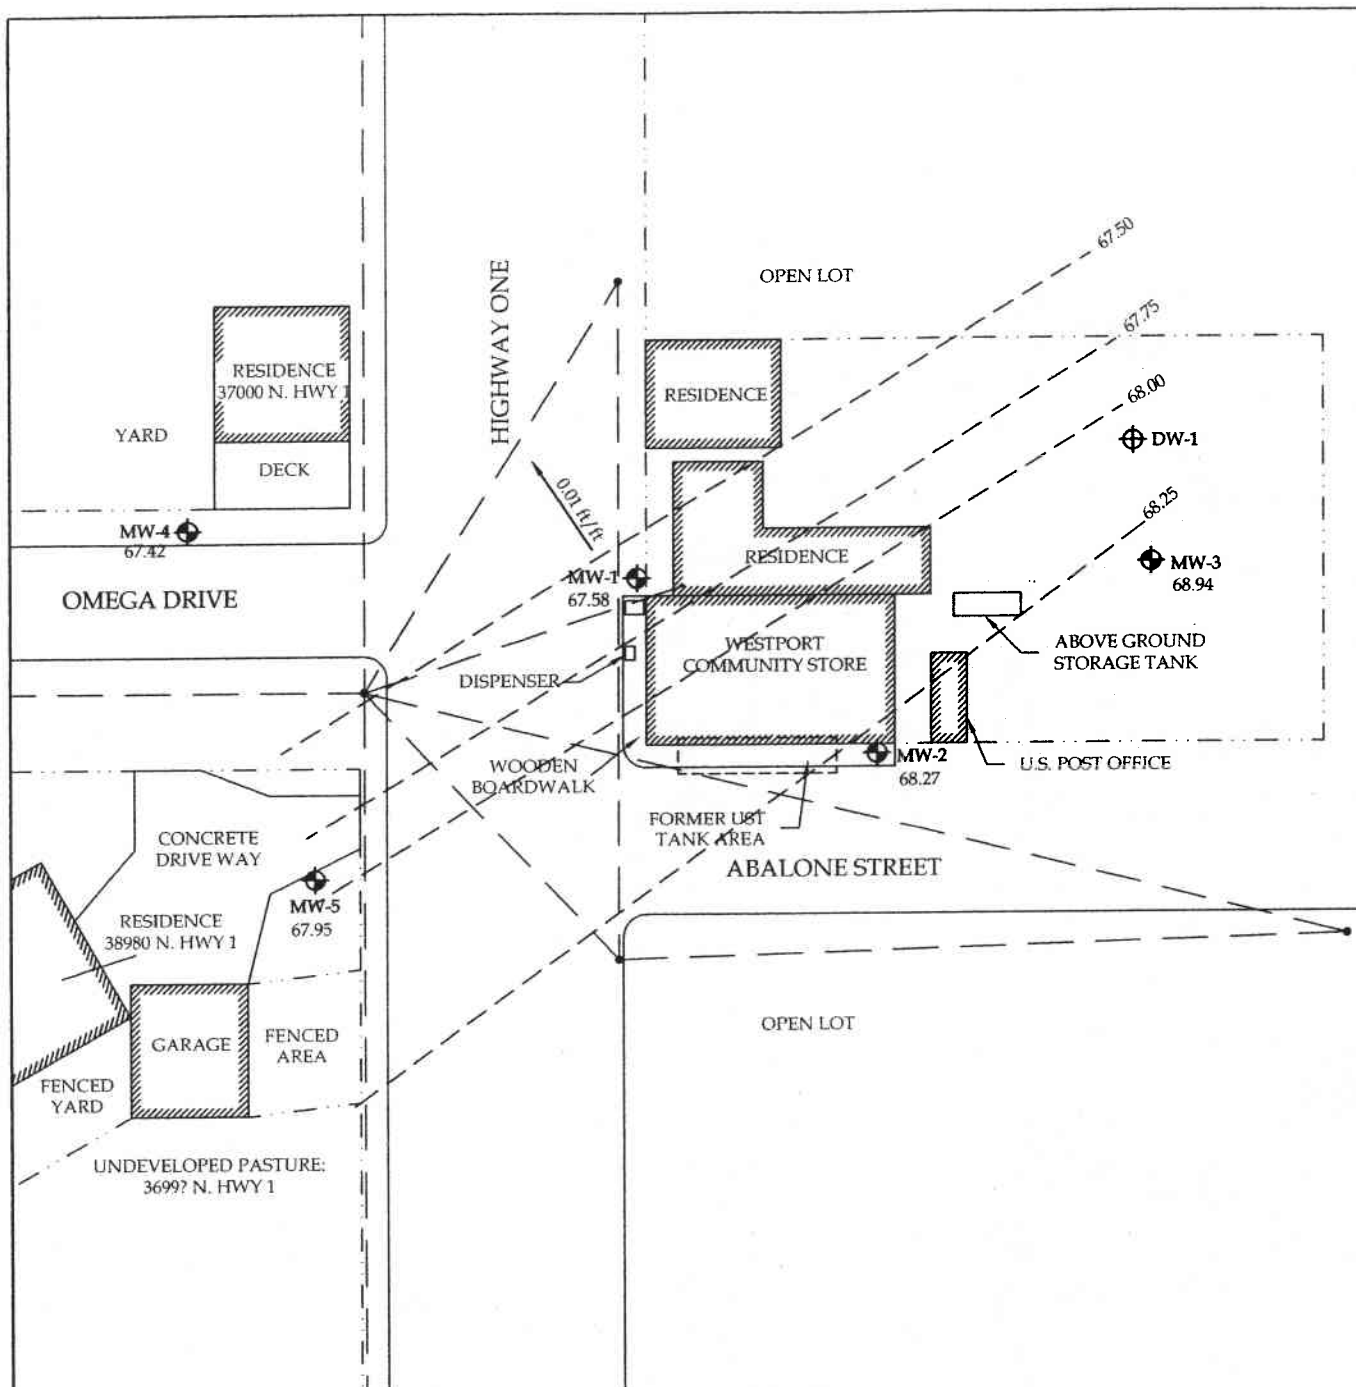 67.50
OPEN LOT
HIGHWAY ONE
67.75
RESIDENCE
37000 N. HWY 1
RESIDENCE
68.00
YARD
DW-1
DECK
0.01 ft/ft
68.25
MW-4
67.42
RESIDENCE
MW-1
67.58
MW-3
68.94
OMEGA DRIVE
WESTPORT
COMMUNITY STORE
ABOVE GROUND
STORAGE TANK
DISPENSER
MW-2
68.27
U.S. POST OFFICE
WOODEN
BOARDWALK
FORMER UST
TANK AREA
CONCRETE
DRIVE WAY
ABALONE STREET
MW-5
67.95
RESIDENCE
38980 N. HWY 1
OPEN LOT
GARAGE
FENCED
AREA
FENCED
YARD
UNDEVELOPED PASTURE;
3699? N. HWY 1